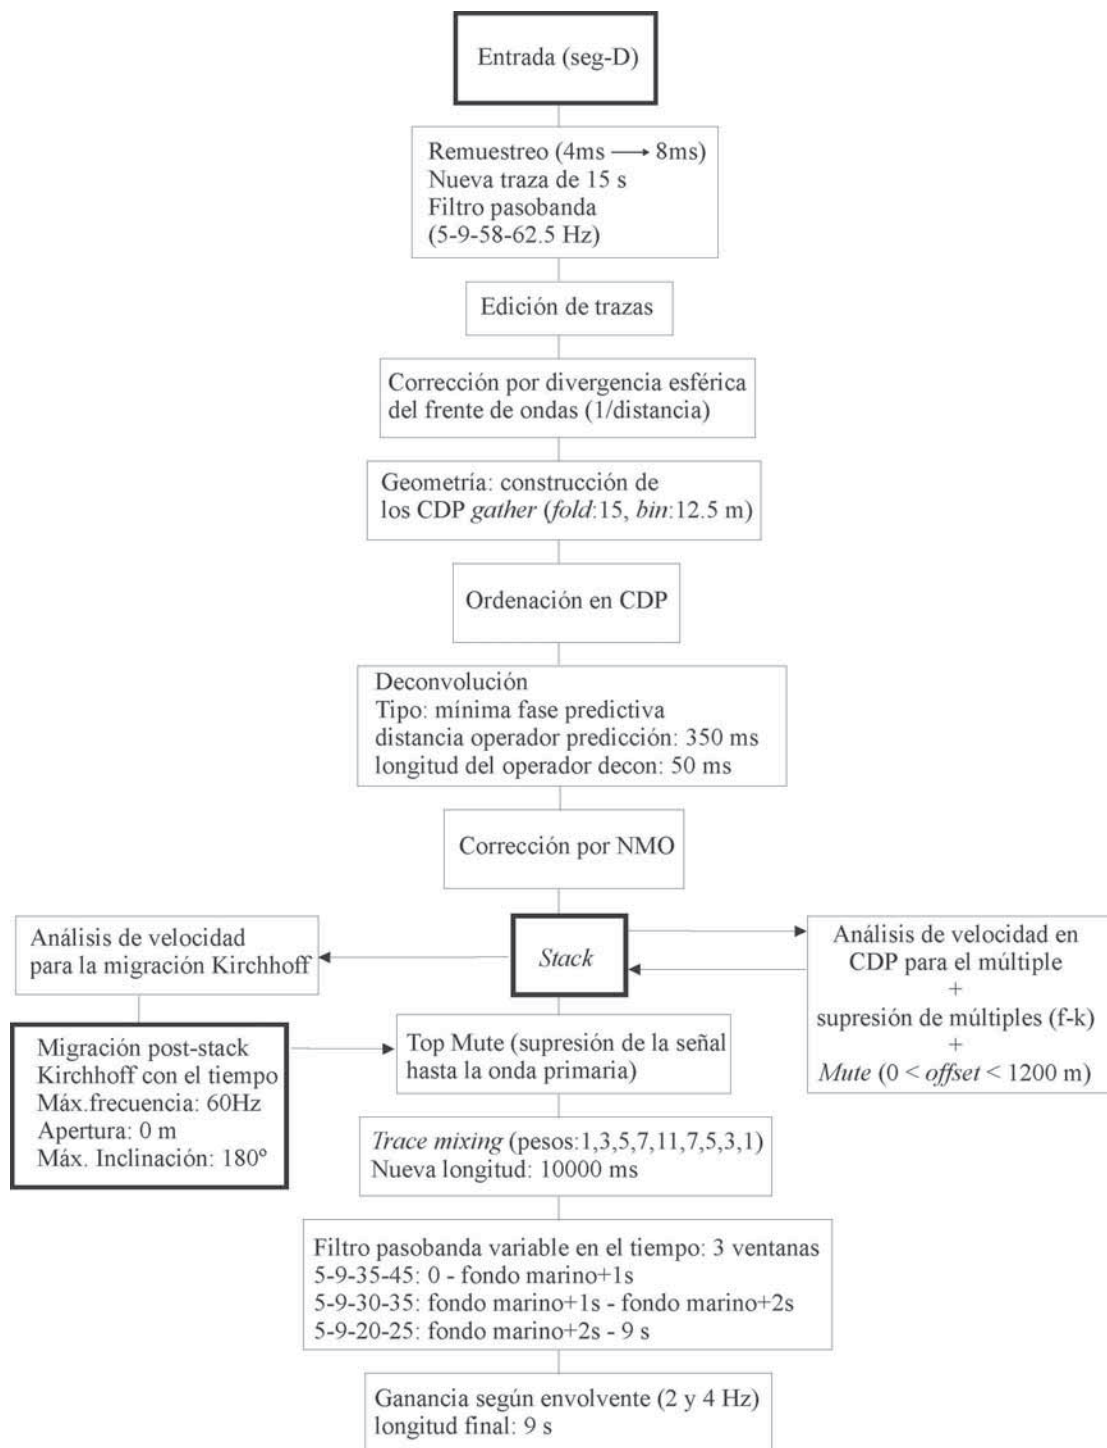 Entrada (seg-D)
Remuestreo (4ms → 8ms)
Nueva traza de 15 s
Filtro pasobanda
(5-9-58-62.5 Hz)
Edición de trazas
Corrección por divergencia esférica
del frente de ondas (1/distancia)
Geometría: construcción de
los CDP gather (fold:15, bin:12.5 m)
Ordenación en CDP
Deconvolución
Tipo: mínima fase predictiva
distancia operador predicción: 350 ms
longitud del operador decon: 50 ms
Corrección por NMO
Análisis de velocidad
para la migración Kirchhoff
Stack
Análisis de velocidad en
CDP para el múltiple
+
supresión de múltiples (f-k)
+
Mute (0 < offset < 1200 m)
Migración post-stack
Kirchhoff con el tiempo
Máx.frecuencia: 60Hz
Apertura: 0 m
Máx. Inclinación: 180º
Top Mute (supresión de la señal
hasta la onda primaria)
Trace mixing (pesos:1,3,5,7,11,7,5,3,1)
Nueva longitud: 10000 ms
Filtro pasobanda variable en el tiempo: 3 ventanas
5-9-35-45: 0 - fondo marino+1s
5-9-30-35: fondo marino+1s - fondo marino+2s
5-9-20-25: fondo marino+2s - 9 s
Ganancia según envolvente (2 y 4 Hz)
longitud final: 9 s